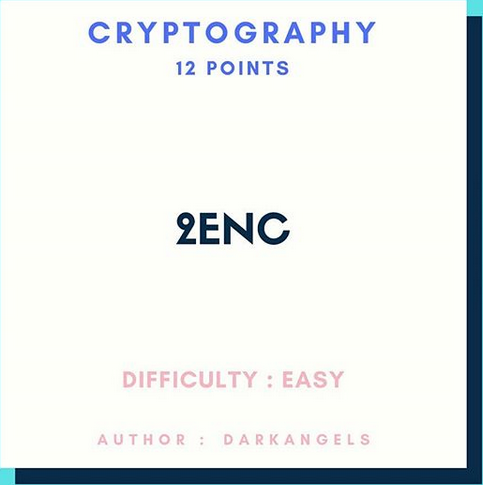 CRYPTOGRAPHY
12 POINTS
2ENC
DIFFICULTY : EASY
AUTHOR : DARKANGELS